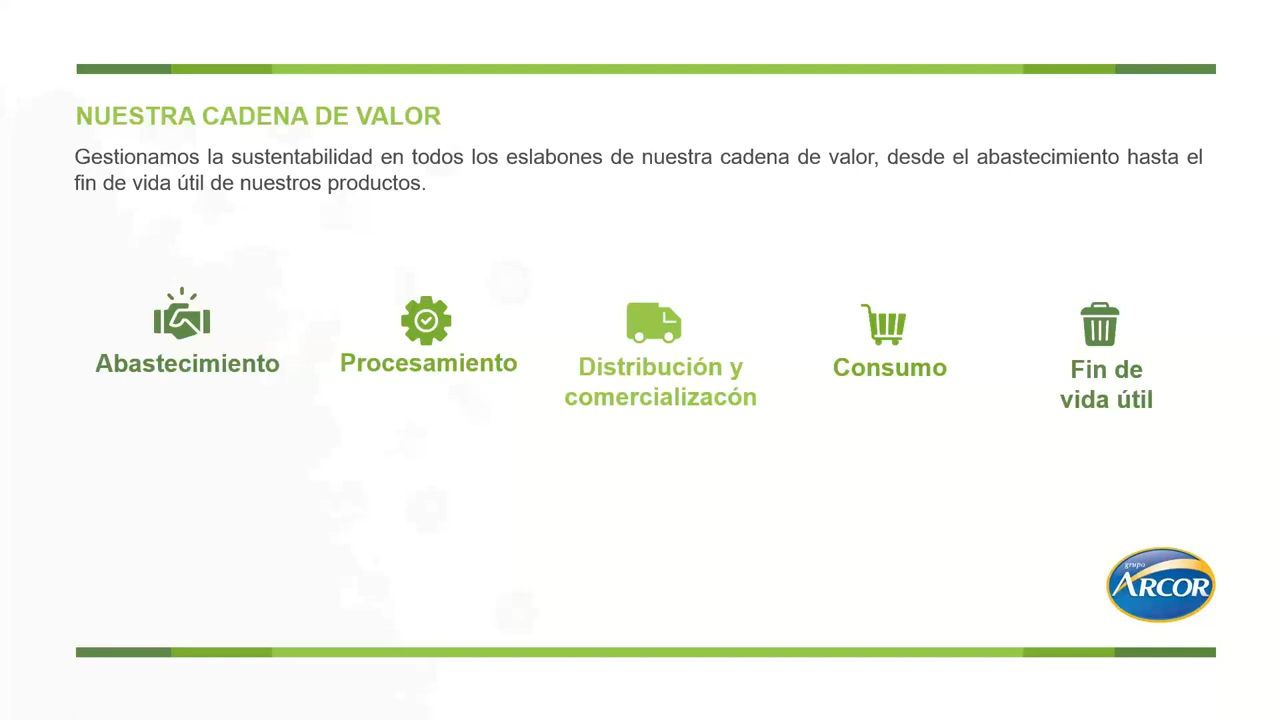 NUESTRA CADENA DE VALOR
Gestionamos la sustentabilidad en todos los eslabones de nuestra cadena de valor, desde el abastecimiento hasta el
fin de vida útil de nuestros productos.
Abastecimiento
Procesamiento
Distribución y
comercializacón
Consumo
Fin de
vida útil
grupo
ARCOR